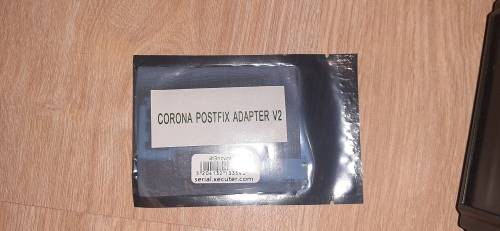 CORONA POSTFIX ADAPTER V2
serial.xecuter.com